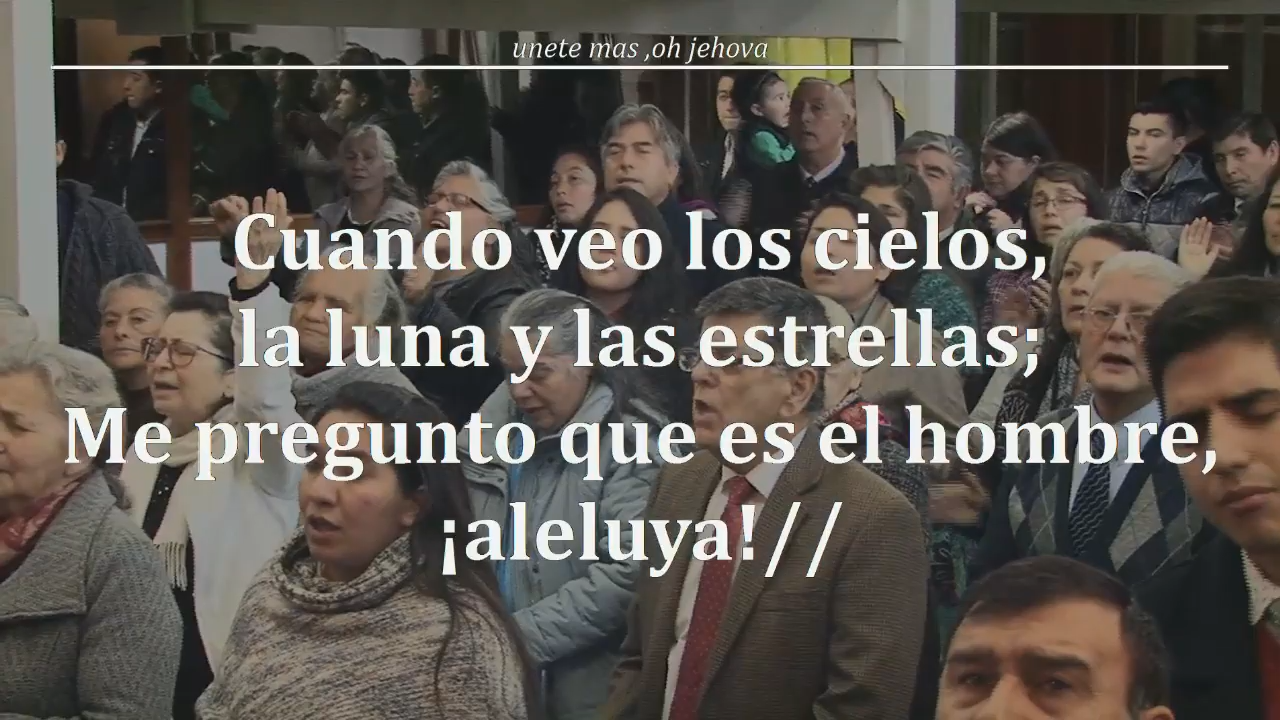 unete mas ,oh jehova
Cuando veo los cielos,
la luna y las estrellas;
Me pregunto que es el hombre,
¡aleluya!//